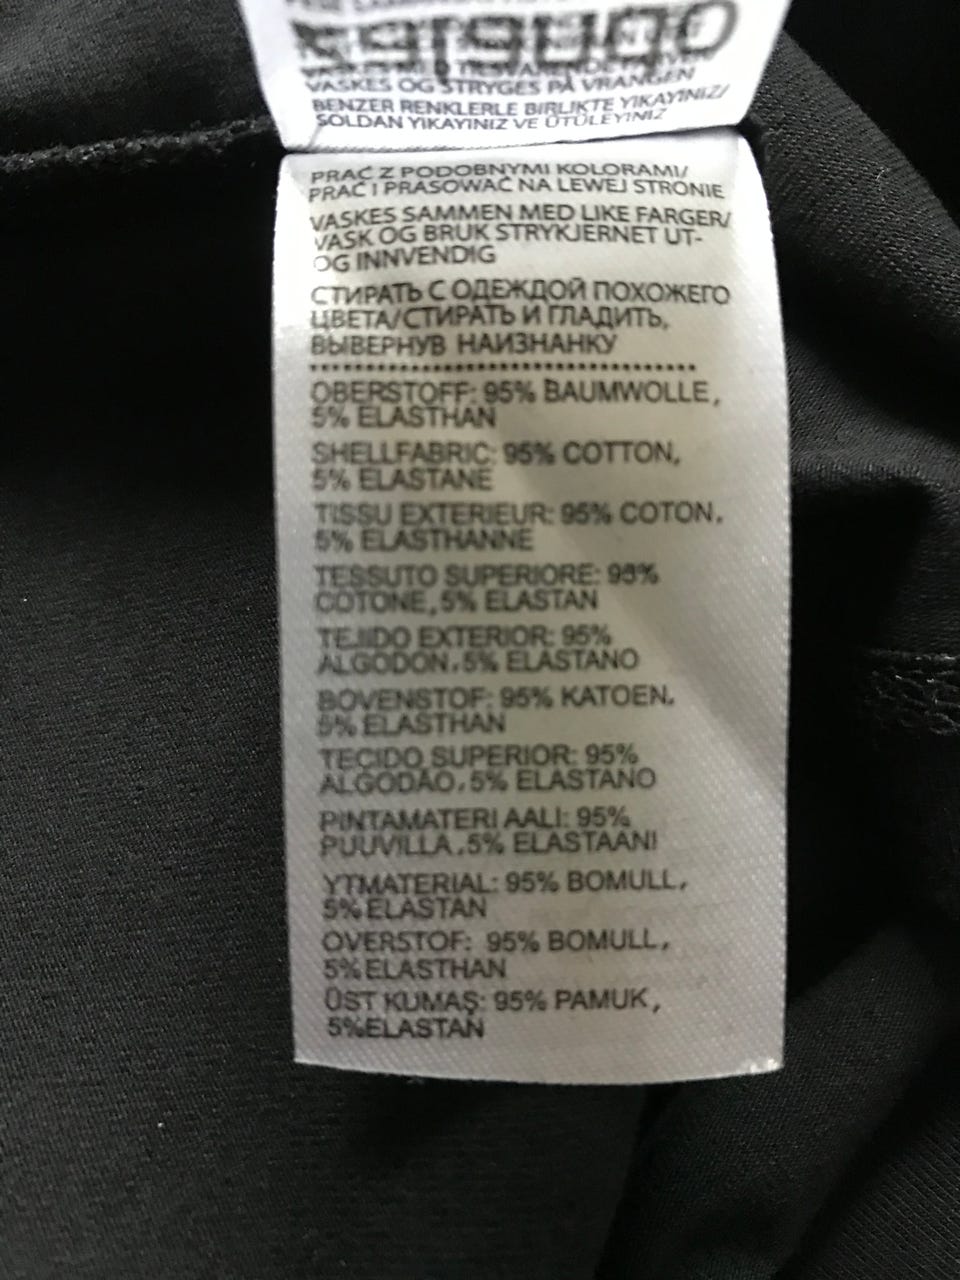 VASKES OG STRYGES PÅ VRANGEN
BENZER RENKLERLE BIRLIKTE YIKAYINIZ/
SOLDAN YIKAYINIZ VE ÜTÜLEYINIZ
PRAĆ Z PODOBNYMI KOLORAMI/
PRAĆ I PRASOWAĆ NA LEWEJ STRONIE
VASKES SAMMEN MED LIKE FARGER/
VASK OG BRUK STRYKJERNET UT-
OG INNVENDIG
СТИРАТЬ С ОДЕЖДОЙ ПОХОЖЕГО
ЦВЕТА/СТИРАТЬ И ГЛАДИТЬ,
ВЫВЕРНУВ НАИЗНАНКУ
OBERSTOFF: 95% BAUMWOLLE,
5% ELASTHAN
SHELLFABRIC: 95% COTTON,
5% ELASTANE
TISSU EXTERIEUR: 95% COTON,
5% ELASTHANNE
TESSUTO SUPERIORE: 95%
COTONE, 5% ELASTAN
TEJIDO EXTERIOR: 95%
ALGODON, 5% ELASTANO
BOVENSTOF: 95% KATOEN,
5% ELASTHAN
TECIDO SUPERIOR: 95%
ALGODÃO, 5% ELASTANO
PINTAMATERI AALI: 95%
PUUVILLA, 5% ELASTAANI
YTMATERIAL: 95% BOMULL,
5% ELASTAN
OVERSTOF: 95% BOMULL,
5% ELASTHAN
ÜST KUMAŞ: 95% PAMUK,
5%ELASTAN